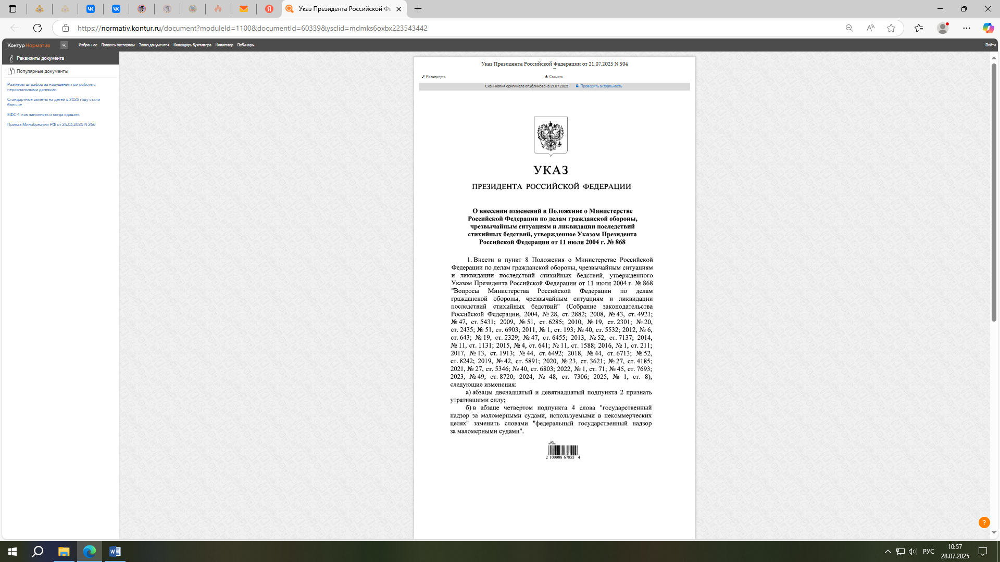 Указ Президента Российской Фе
https://normativ.kontur.ru/document?moduleId=1100&documentId=60339&ysclid=mdmks6oxbx223543442
Контур Норматив
Избранное Вопросы экспертам Заказ документов Календарь бухгалтера Навигатор Вебинары
Войти
Реквизиты документа
Популярные документы
Размеры штрафов за нарушения при работе с
персональными данными
Стандартные вычеты на детей в 2025 году стали
больше
ЕФС-1: как заполнять и когда сдавать
Приказ Минобрнауки РФ от 24.03.2025 N 266
Указ Президента Российской Федерации от 21.07.2025 N 504
Развернуть
Скачать
Скан-копия оригинала опубликована 21.07.2025 Проверить актуальность
УКАЗ
ПРЕЗИДЕНТА РОССИЙСКОЙ ФЕДЕРАЦИИ
О внесении изменений в Положение о Министерстве
Российской Федерации по делам гражданской обороны,
чрезвычайным ситуациям и ликвидации последствий
стихийных бедствий, утвержденное Указом Президента
Российской Федерации от 11 июля 2004 г. № 868
1. Внести в пункт 8 Положения о Министерстве Российской
Федерации по делам гражданской обороны, чрезвычайным ситуациям
и ликвидации последствий стихийных бедствий, утвержденного
Указом Президента Российской Федерации от 11 июля 2004 г. № 868
"Вопросы Министерства Российской Федерации по делам
гражданской обороны, чрезвычайным ситуациям и ликвидации
последствий стихийных бедствий" (Собрание законодательства
Российской Федерации, 2004, № 28, ст. 2882; 2008, № 43, ст. 4921;
№ 47, ст. 5431; 2009, № 51, ст. 6285; 2010, № 19, ст. 2301; № 20,
ст. 2435; № 51, ст. 6903; 2011, № 1, ст. 193; № 40, ст. 5532; 2012, № 6,
ст. 643; № 19, ст. 2329; № 47, ст. 6455; 2013, № 52, ст. 7137; 2014,
№ 11, ст. 1131; 2015, № 4, ст. 641; № 11, ст. 1588; 2016, № 1, ст. 211;
2017, № 13, ст. 1913; № 44, ст. 6492; 2018, № 44, ст. 6713; № 52,
ст. 8242; 2019, № 42, ст. 5891; 2020, № 23, ст. 3621; № 27, ст. 4185;
2021, № 27, ст. 5346; № 40, ст. 6803; 2022, № 1, ст. 71; № 45, ст. 7693;
2023, № 49, ст. 8720; 2024, № 48, ст. 7306; 2025, № 1, ст. 8),
следующие изменения:
а) абзацы двенадцатый и девятнадцатый подпункта 2 признать
утратившими силу;
б) в абзаце четвертом подпункта 4 слова "государственный
надзор за маломерными судами, используемыми в некоммерческих
целях" заменить словами "федеральный государственный надзор
за маломерными судами".
2 100088 67855 4
?
РУС
10:57
28.07.2025